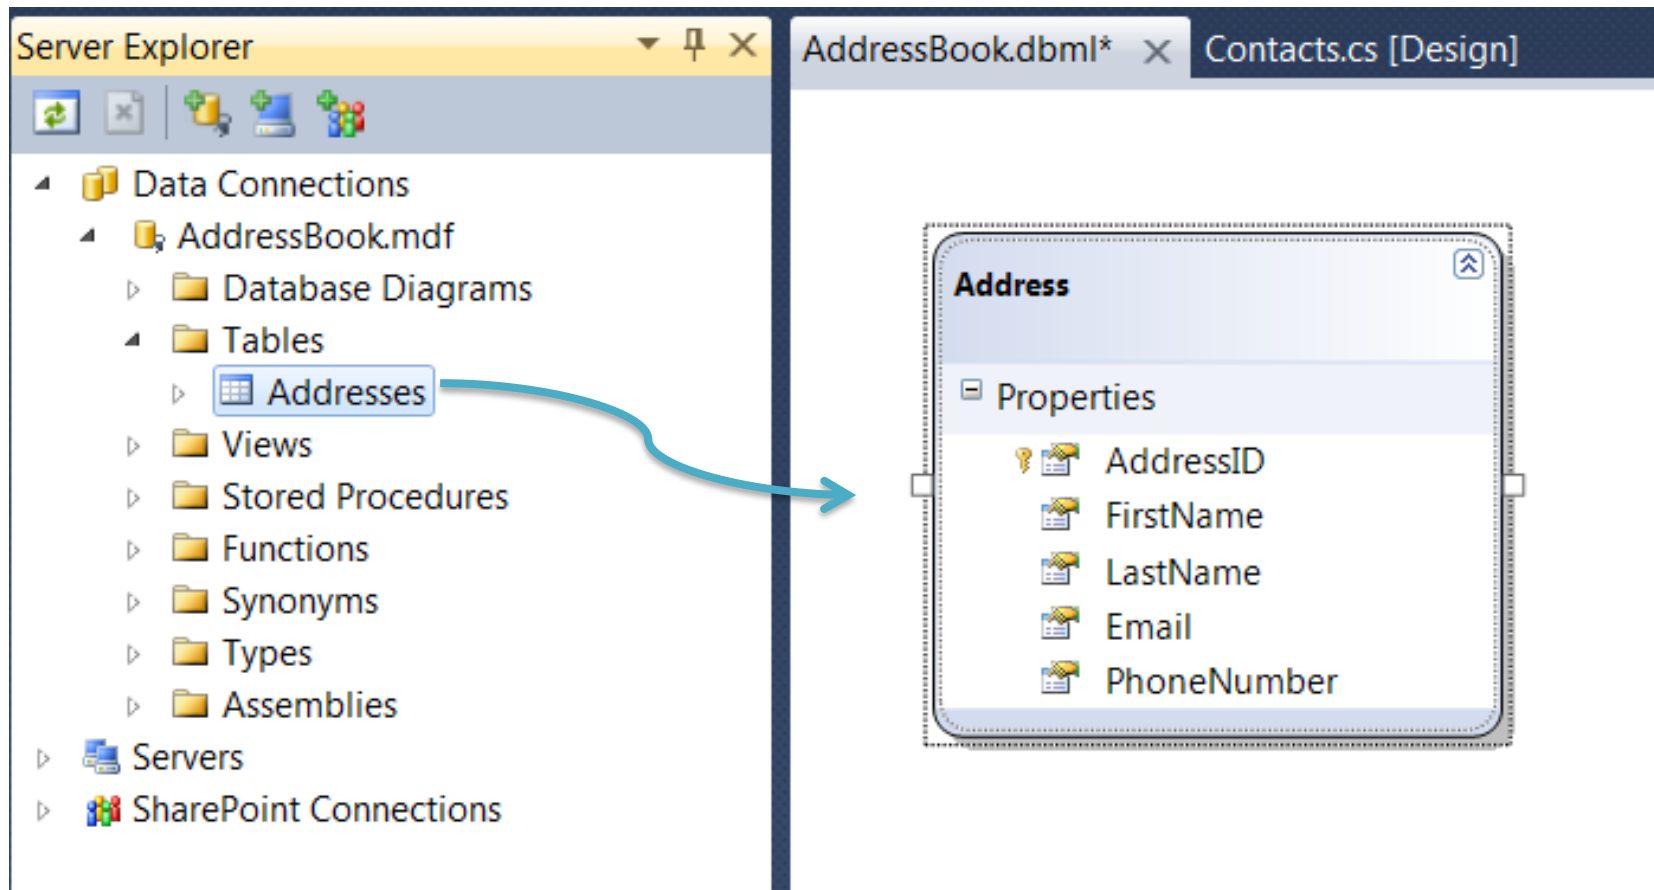 Server Explorer
Data Connections
AddressBook.mdf
Database Diagrams
Tables
Addresses
Views
Stored Procedures
Functions
Synonyms
Types
Assemblies
Servers
SharePoint Connections
AddressBook.dbml* Contacts.cs [Design]
Address
Properties
AddressID
FirstName
LastName
Email
PhoneNumber